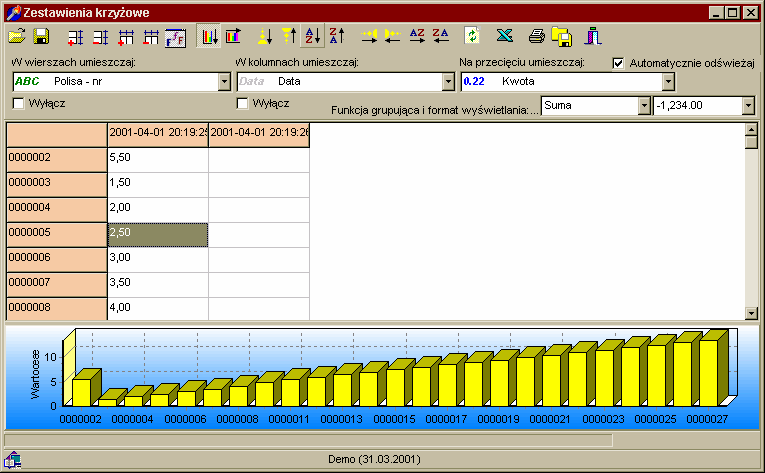 Zestawienia krzyżowe
W wierszach umieszczaj:
W kolumnach umieszczaj:
Na przecięciu umieszczaj:
Automatycznie odświeżaj
ABC Polisa - nr
Data Data
0.22 Kwota
Wyłącz
Wyłącz
Funkcja grupująca i format wyświetlania:...
Suma
-1,234.00
2001-04-01 20:19:25 2001-04-01 20:19:26
0000002 5,50
0000003 1,50
0000004 2,00
0000005 2,50
0000006 3,00
0000007 3,50
0000008 4,00
Wartoceee
10
5
0
0000002 0000004 0000006 0000008 0000011 0000013 0000015 0000017 0000019 0000021 0000023 0000025 0000027
Demo (31.03.2001)